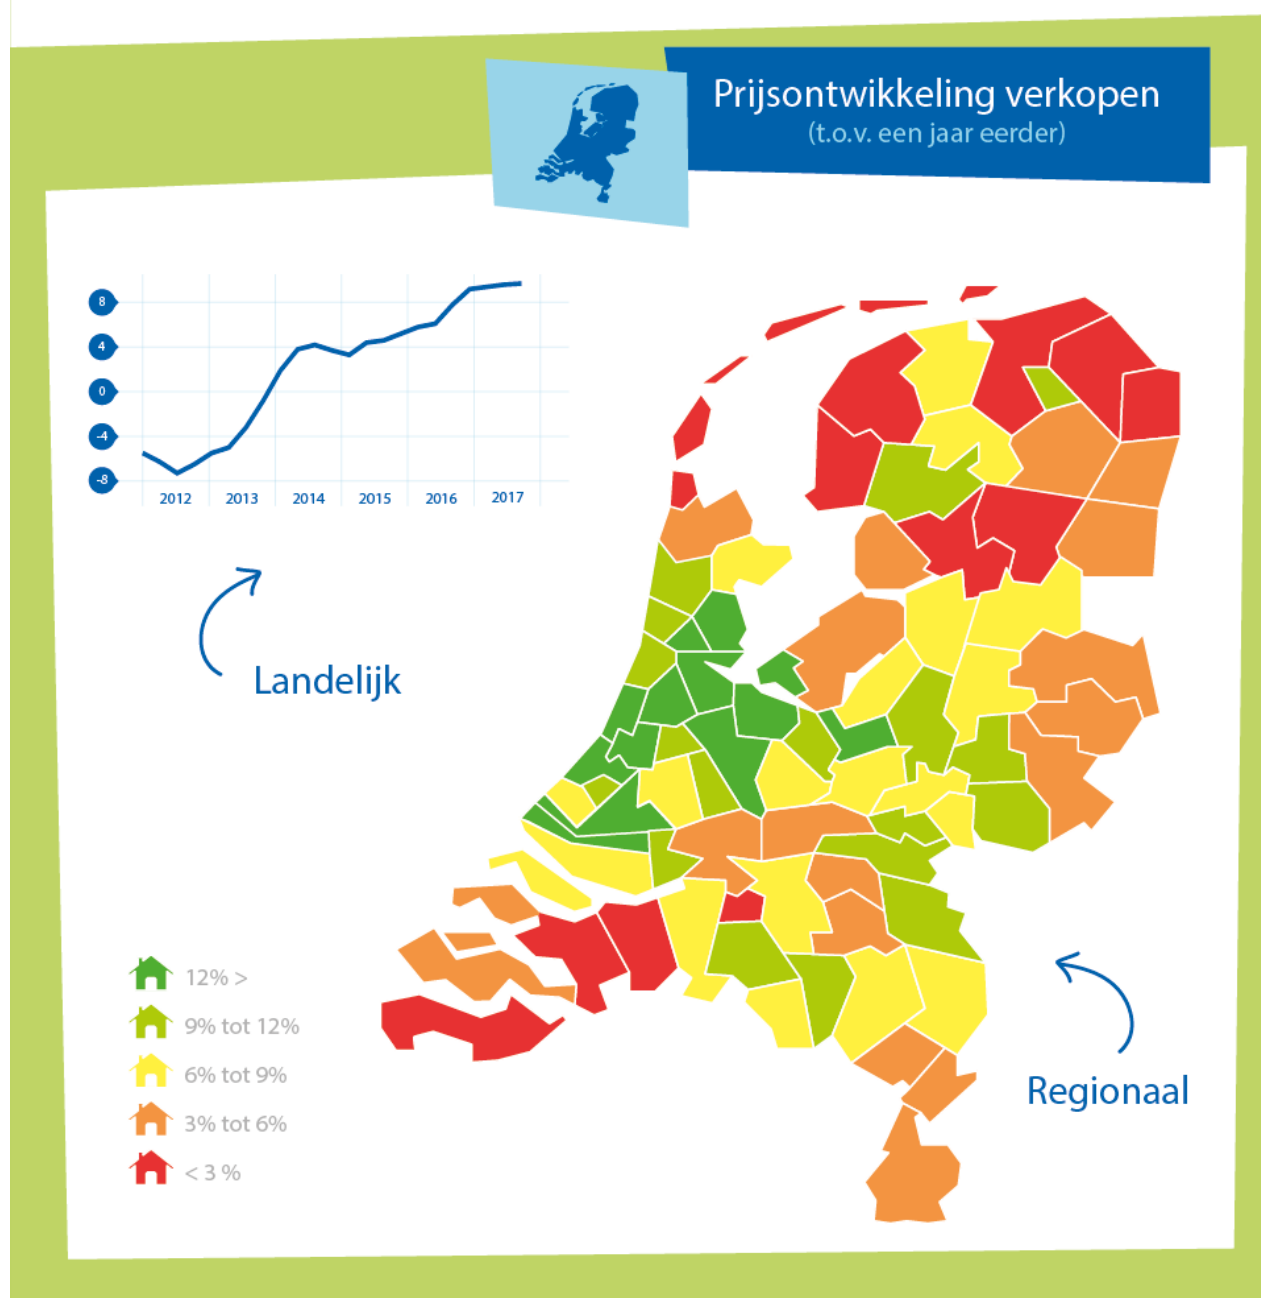 Prijsontwikkeling verkopen
(t.o.v. een jaar eerder)
8
4
0
-4
-8
2012 2013 2014 2015 2016 2017
Landelijk
12% >
9% tot 12%
6% tot 9%
3% tot 6%
< 3 %
Regionaal